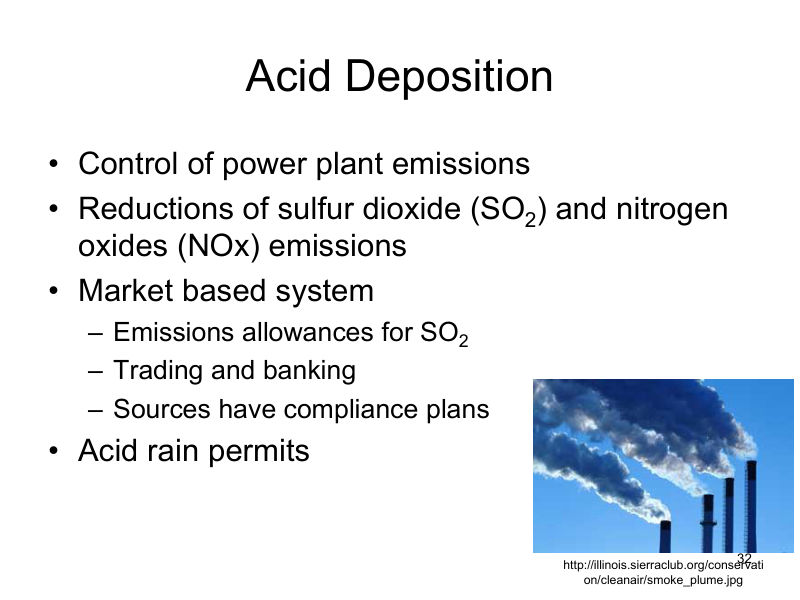 Acid Deposition
• Control of power plant emissions
• Reductions of sulfur dioxide (SO₂) and nitrogen
oxides (NOx) emissions
• Market based system
– Emissions allowances for SO₂
– Trading and banking
– Sources have compliance plans
• Acid rain permits
32
http://illinois.sierraclub.org/conservati
on/cleanair/smoke_plume.jpg